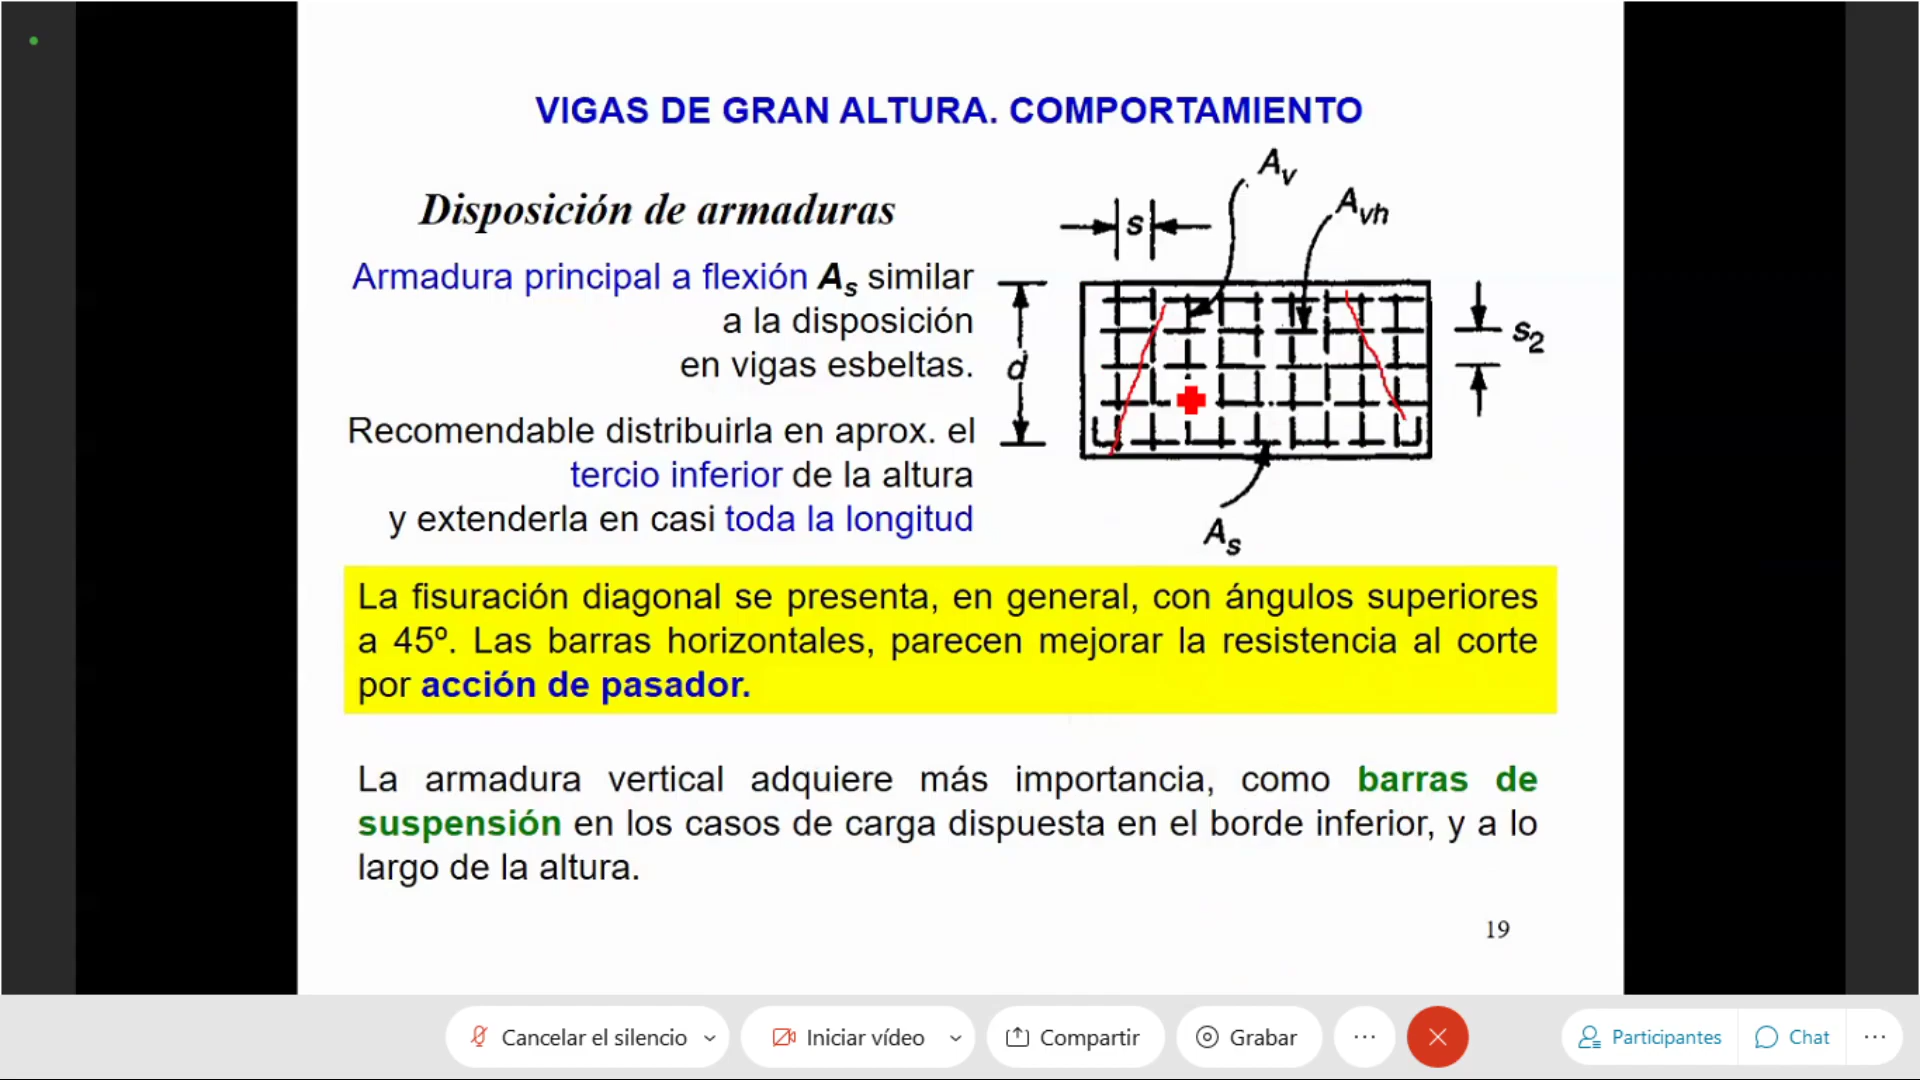 VIGAS DE GRAN ALTURA. COMPORTAMIENTO
Disposición de armaduras
Armadura principal a flexión As similar
a la disposición
en vigas esbeltas.
Recomendable distribuirla en aprox. el
tercio inferior de la altura
y extenderla en casi toda la longitud
Av
Avh
s
d
s2
As
La fisuración diagonal se presenta, en general, con ángulos superiores
a 45º. Las barras horizontales, parecen mejorar la resistencia al corte
por acción de pasador.
La armadura vertical adquiere más importancia, como barras de
suspensión en los casos de carga dispuesta en el borde inferior, y a lo
largo de la altura.
19
Cancelar el silencio
Iniciar vídeo
Compartir
Grabar
Participantes
Chat